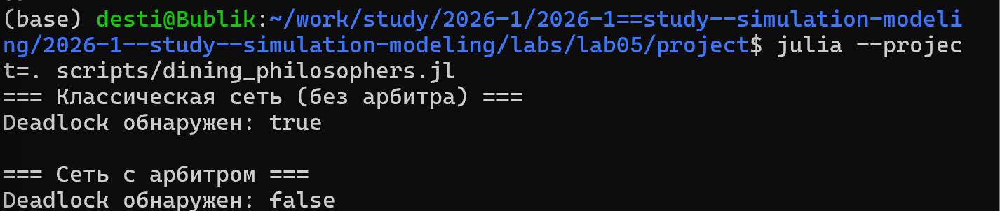 (base) desti@Bublik:~/work/study/2026-1/2026-1==study--simulation-modeli
ng/2026-1--study--simulation-modeling/labs/lab05/project$ julia --projec
t=. scripts/dining_philosophers.jl
=== Классическая сеть (без арбитра) ===
Deadlock обнаружен: true
=== Сеть с арбитром ===
Deadlock обнаружен: false